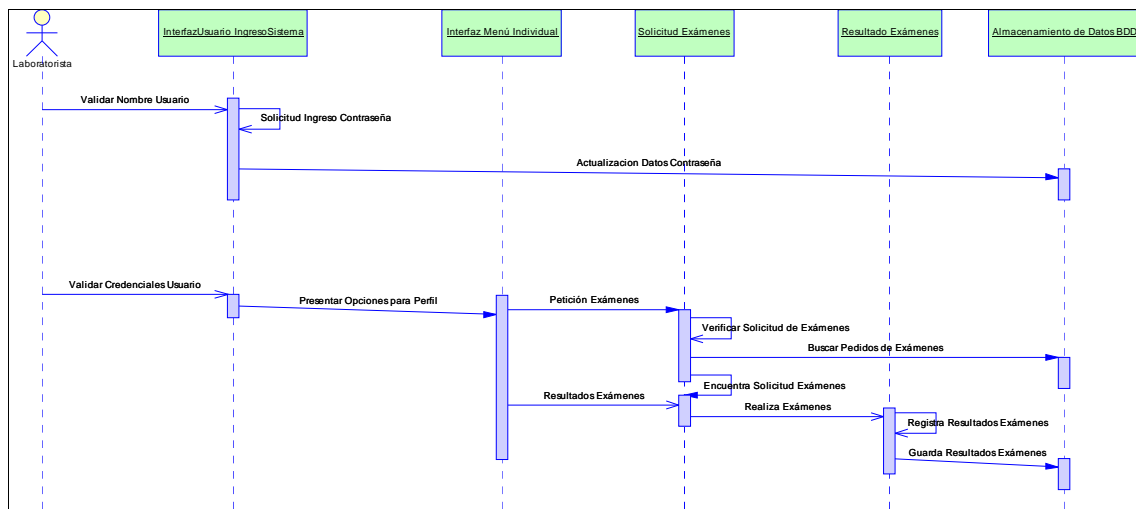 InterfazUsuario IngresoSistema
Interfaz Menú Individual
Solicitud Exámenes
Resultado Exámenes
Almacenamiento de Datos BDD
Laboratorista
Validar Nombre Usuario
Solicitud Ingreso Contraseña
Actualizacion Datos Contraseña
Validar Credenciales Usuario
Presentar Opciones para Perfil
Petición Exámenes
Verificar Solicitud de Exámenes
Buscar Pedidos de Exámenes
Encuentra Solicitud Exámenes
Resultados Exámenes
Realiza Exámenes
Registra Resultados Exámenes
Guarda Resultados Exámenes